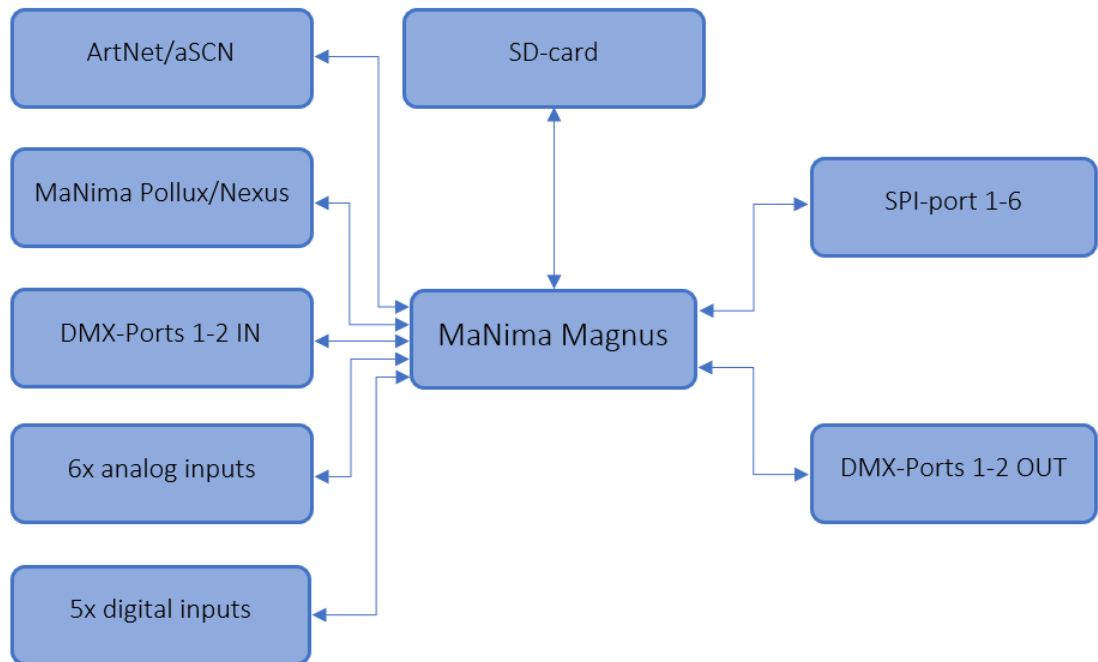 ArtNet/aSCN
SD-card
MaNima Pollux/Nexus
SPI-port 1-6
DMX-Ports 1-2 IN
MaNima Magnus
6x analog inputs
DMX-Ports 1-2 OUT
5x digital inputs